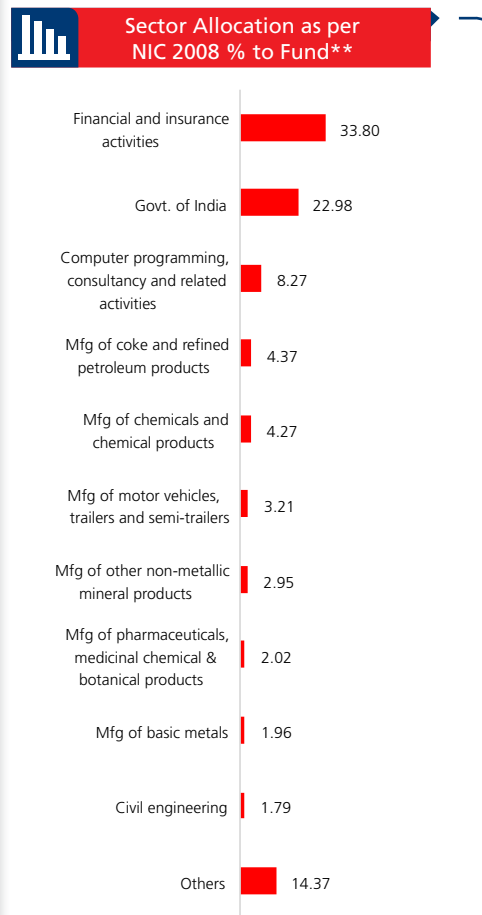 Sector Allocation as per
NIC 2008 % to Fund**
Financial and insurance
activities
33.80
Govt. of India
22.98
Computer programming,
consultancy and related
activities
8.27
Mfg of coke and refined
petroleum products
4.37
Mfg of chemicals and
chemical products
4.27
Mfg of motor vehicles,
trailers and semi-trailers
3.21
Mfg of other non-metallic
mineral products
2.95
Mfg of pharmaceuticals,
medicinal chemical &
botanical products
2.02
Mfg of basic metals
1.96
Civil engineering
1.79
Others
14.37